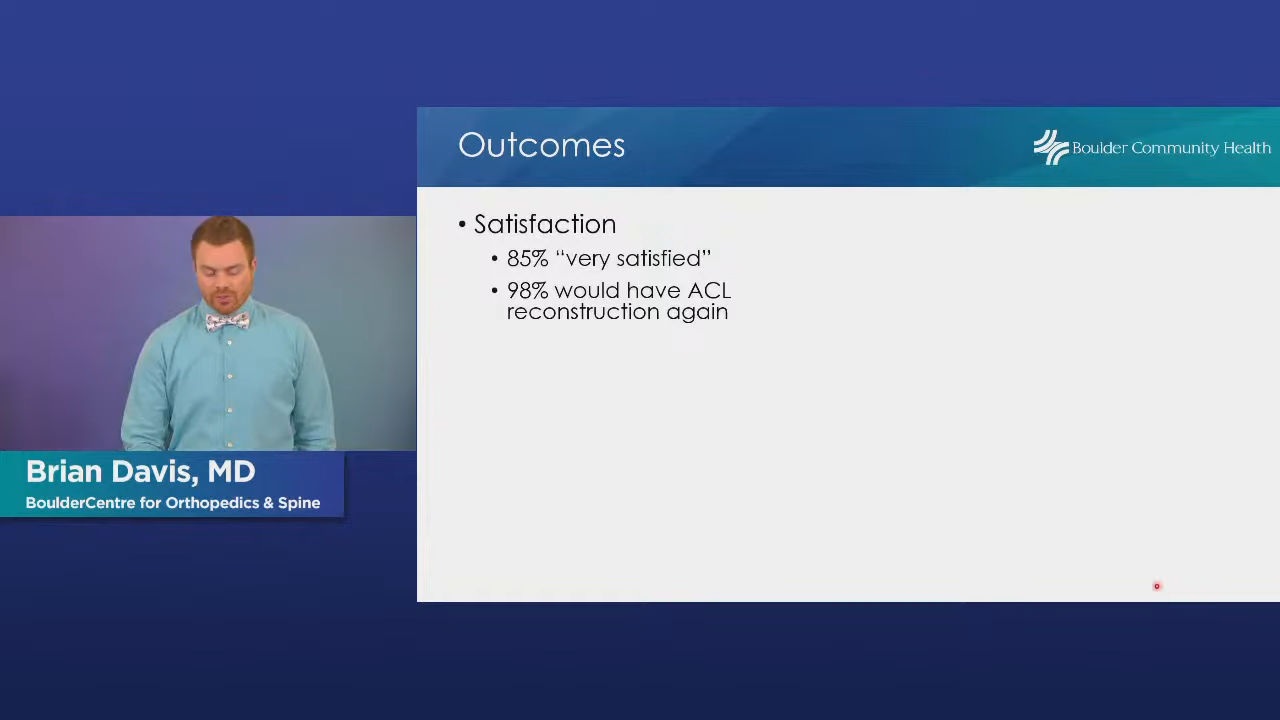 Outcomes
Boulder Community Health
• Satisfaction
• 85% “very satisfied”
• 98% would have ACL
reconstruction again
Brian Davis, MD
BoulderCentre for Orthopedics & Spine